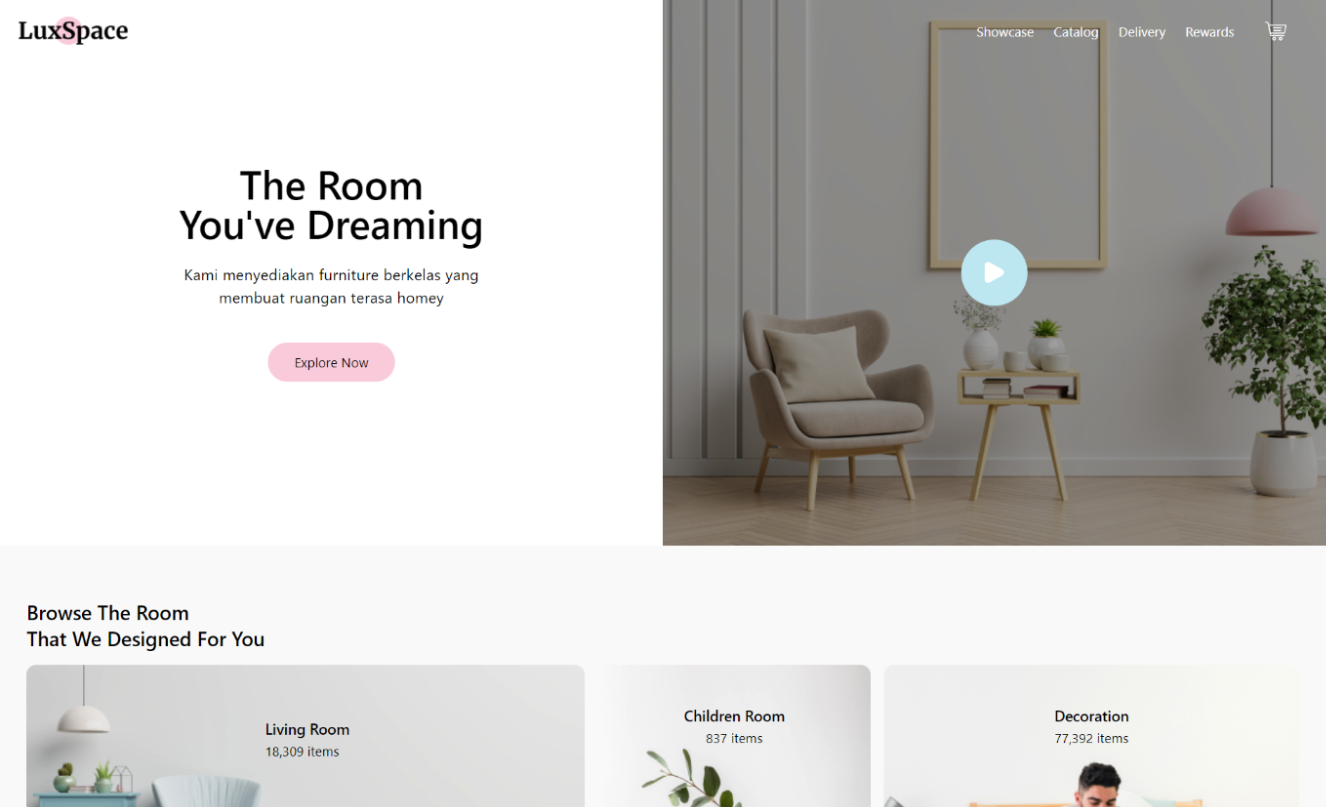 LuxSpace
Showcase Catalog Delivery Rewards
The Room
You've Dreaming
Kami menyediakan furniture berkelas yang
membuat ruangan terasa homey
Explore Now
Browse The Room
That We Designed For You
Living Room
18,309 items
Children Room
837 items
Decoration
77,392 items